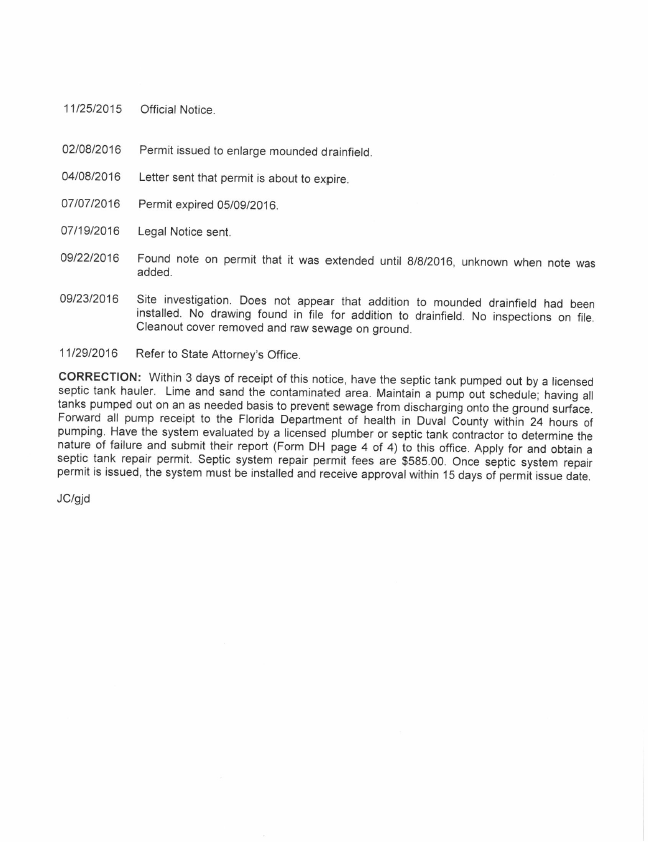 11/25/2015 Official Notice.
02/08/2016 Permit issued to enlarge mounded drainfield.
04/08/2016 Letter sent that permit is about to expire.
07/07/2016 Permit expired 05/09/2016.
07/19/2016 Legal Notice sent.
09/22/2016 Found note on permit that it was extended until 8/8/2016, unknown when note was
added.
09/23/2016 Site investigation. Does not appear that addition to mounded drainfield had been
installed. No drawing found in file for addition to drainfield. No inspections on file.
Cleanout cover removed and raw sewage on ground.
11/29/2016 Refer to State Attorney's Office.
CORRECTION: Within 3 days of receipt of this notice, have the septic tank pumped out by a licensed
septic tank hauler. Lime and sand the contaminated area. Maintain a pump out schedule; having all
tanks pumped out on an as needed basis to prevent sewage from discharging onto the ground surface.
Forward all pump receipt to the Florida Department of health in Duval County within 24 hours of
pumping. Have the system evaluated by a licensed plumber or septic tank contractor to determine the
nature of failure and submit their report (Form DH page 4 of 4) to this office. Apply for and obtain a
septic tank repair permit. Septic system repair permit fees are $585.00. Once septic system repair
permit is issued, the system must be installed and receive approval within 15 days of permit issue date.
JC/gjd